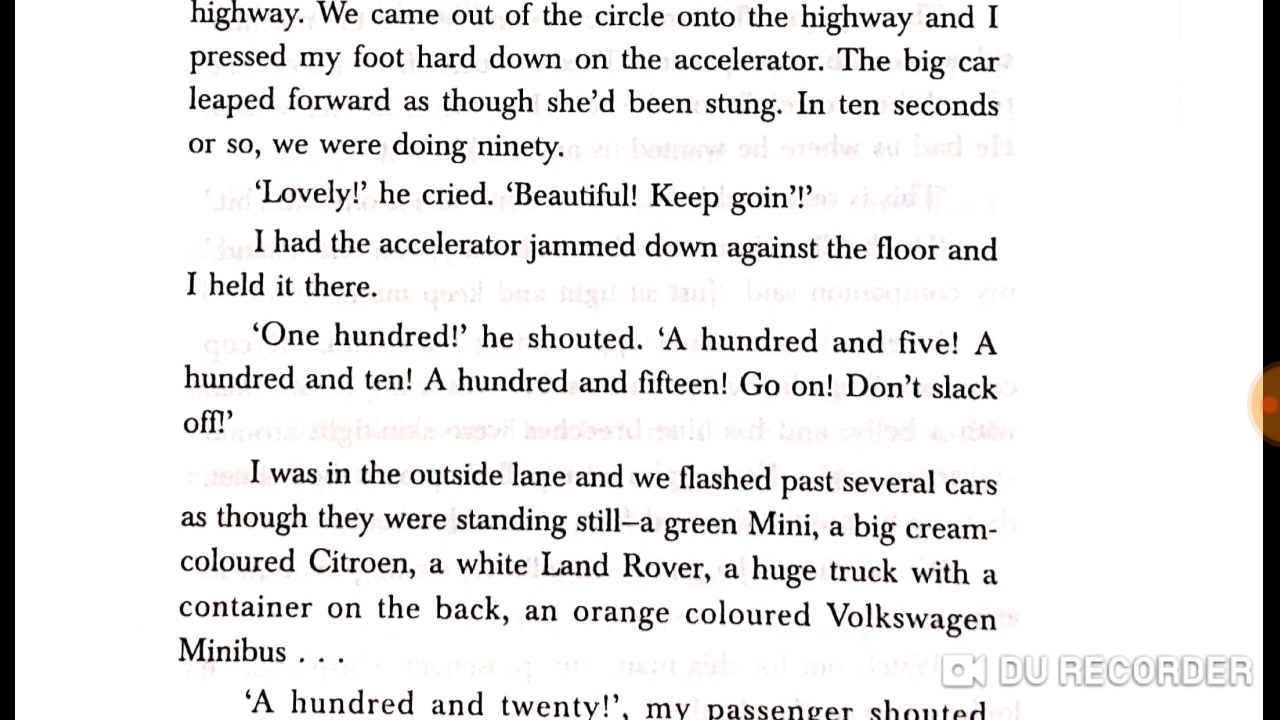 highway. We came out of the circle onto the highway and I
pressed my foot hard down on the accelerator. The big car
leaped forward as though she’d been stung. In ten seconds
or so, we were doing ninety.
‘Lovely!’ he cried. ‘Beautiful! Keep goin’!’
I had the accelerator jammed down against the floor and
I held it there.
‘One hundred!’ he shouted. ‘A hundred and five! A
hundred and ten! A hundred and fifteen! Go on! Don’t slack
off!’
I was in the outside lane and we flashed past several cars
as though they were standing still–a green Mini, a big cream-
coloured Citroen, a white Land Rover, a huge truck with a
container on the back, an orange coloured Volkswagen
Minibus . . .
‘A hundred and twenty!’, my passenger shouted
DU RECORDER